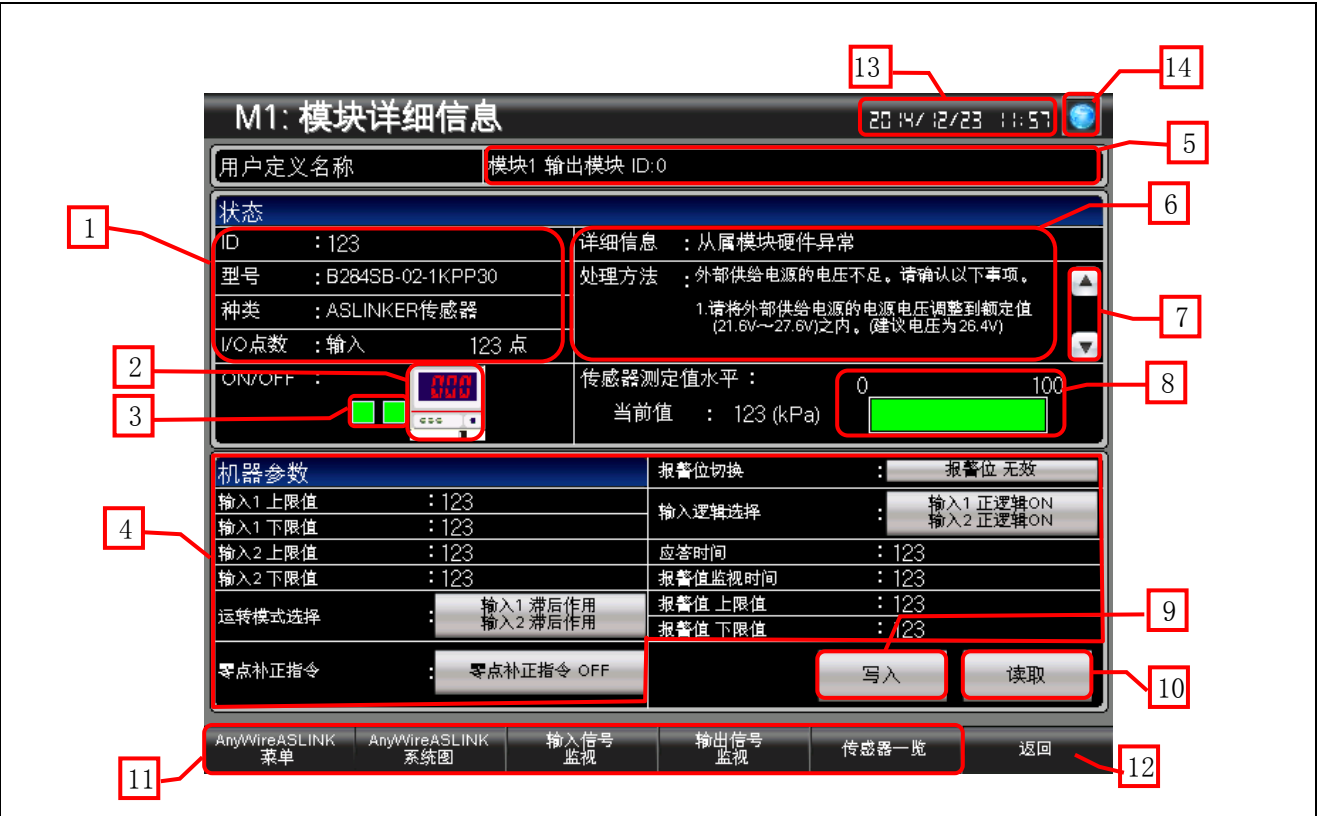 13
14
M1: 模块详细信息
2014/12/23 11:57
5
用户定义名称
模块1 输出模块 ID:0
1
状态
6
ID :123
型号 :B284SB-02-1KPP30
种类 :ASLINKER传感器
I/O点数 :输入 123 点
详细信息 :从属模块硬件异常
处理方法 :外部供给电源的电压不足。请确认以下事项。
1.请将外部供给电源的电源电压调整到额定值
(21.6V～27.6V)之内。(建议电压为26.4V)
7
2
3
ON/OFF :
000
传感器测定值水平：
0 100
当前值 : 123 (kPa)
8
4
机器参数
输入1 上限值 :123
输入1 下限值 :123
输入2 上限值 :123
输入2 下限值 :123
运转模式选择 :
输入1 滞后作用
输入2 滞后作用
零点补正指令 : 零点补正指令 OFF
报警位切换 : 报警位 无效
输入逻辑选择 :
输入1 正逻辑ON
输入2 正逻辑ON
应答时间 : 123
报警值监视时间 : 123
报警值 上限值 : 123
报警值 下限值 : 123
9
写入
读取
10
11
AnyWireASLINK
菜单
AnyWireASLINK
系统图
输入信号
监视
输出信号
监视
传感器一览
返回
12